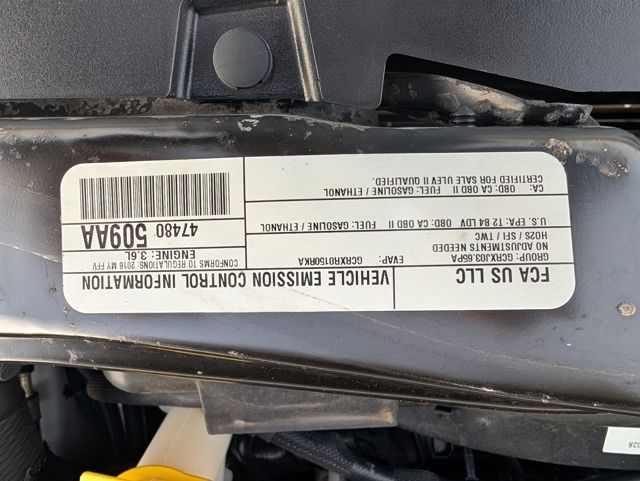 FCA US LLC
VEHICLE EMISSION CONTROL INFORMATION
GROUP: GCRXJ03.65PA
EVAP: GCRXR0150RKA
CONFORMS TO REGULATIONS: 2016 MY FFV
NO ADJUSTMENTS NEEDED
ENGINE: 3.6L
HO2S / SFI / TWC
U.S. EPA: T2 B4 LDV OBD: CA OBD II FUEL: GASOLINE / ETHANOL
47480 509AA
CA: OBD: CA OBD II FUEL: GASOLINE / ETHANOL
CERTIFIED FOR SALE ULEV II QUALIFIED.
028